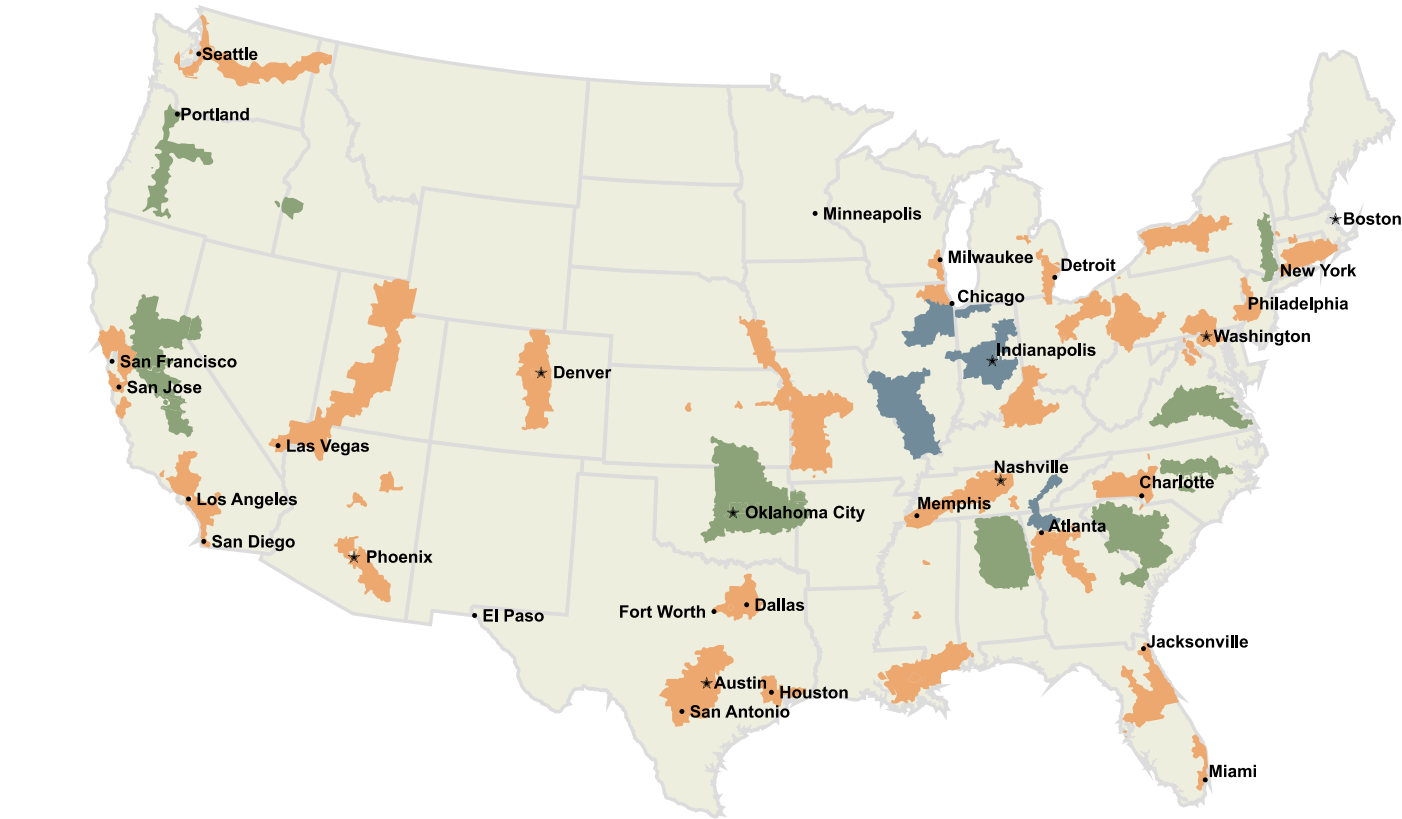 Seattle
Portland
Minneapolis
Boston
Milwaukee
Detroit
New York
Chicago
Philadelphia
Washington
Indianapolis
San Francisco
Denver
San Jose
Las Vegas
Nashville
Charlotte
Los Angeles
Memphis
Oklahoma City
Atlanta
San Diego
Phoenix
Dallas
Fort Worth
El Paso
Jacksonville
Austin
Houston
San Antonio
Miami